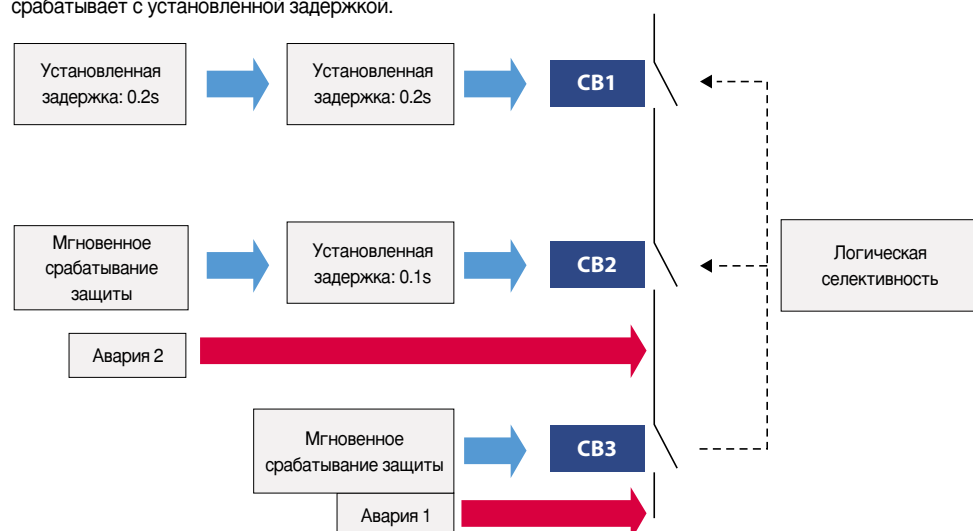 срабатывает с установленной задержкой.
Установленная
задержка: 0.2s
Установленная
задержка: 0.2s
CB1
Мгновенное
срабатывание
защиты
Установленная
задержка: 0.1s
CB2
Логическая
селективность
Авария 2
Мгновенное
срабатывание защиты
CB3
Авария 1